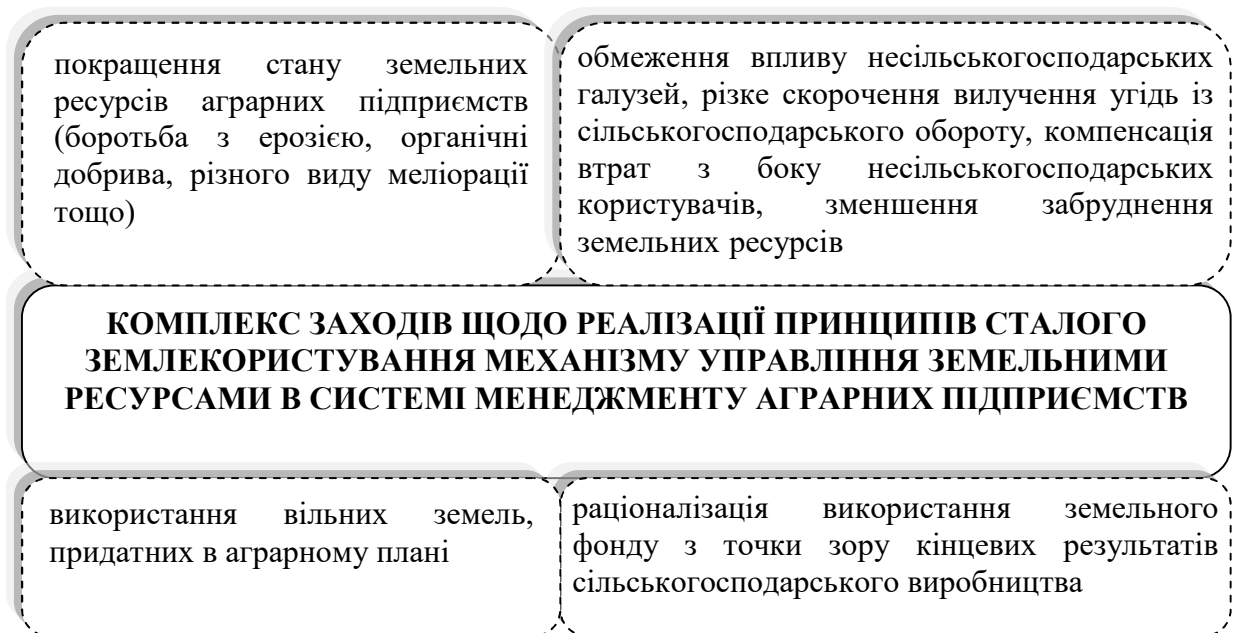 покращення стану земельних
ресурсів аграрних підприємств
(боротьба з ерозією, органічні
добрива, різного виду меліорації
тощо)
обмеження впливу несільськогосподарських
галузей, різке скорочення вилучення угідь із
сільськогосподарського обороту, компенсація
втрат з боку несільськогосподарських
користувачів, зменшення забруднення
земельних ресурсів
КОМПЛЕКС ЗАХОДІВ ЩОДО РЕАЛІЗАЦІЇ ПРИНЦИПІВ СТАЛОГО
ЗЕМЛЕКОРИСТУВАННЯ МЕХАНІЗМУ УПРАВЛІННЯ ЗЕМЕЛЬНИМИ
РЕСУРСАМИ В СИСТЕМІ МЕНЕДЖМЕНТУ АГРАРНИХ ПІДПРИЄМСТВ
використання вільних земель,
придатних в аграрному плані
раціоналізація використання земельного
фонду з точки зору кінцевих результатів
сільськогосподарського виробництва